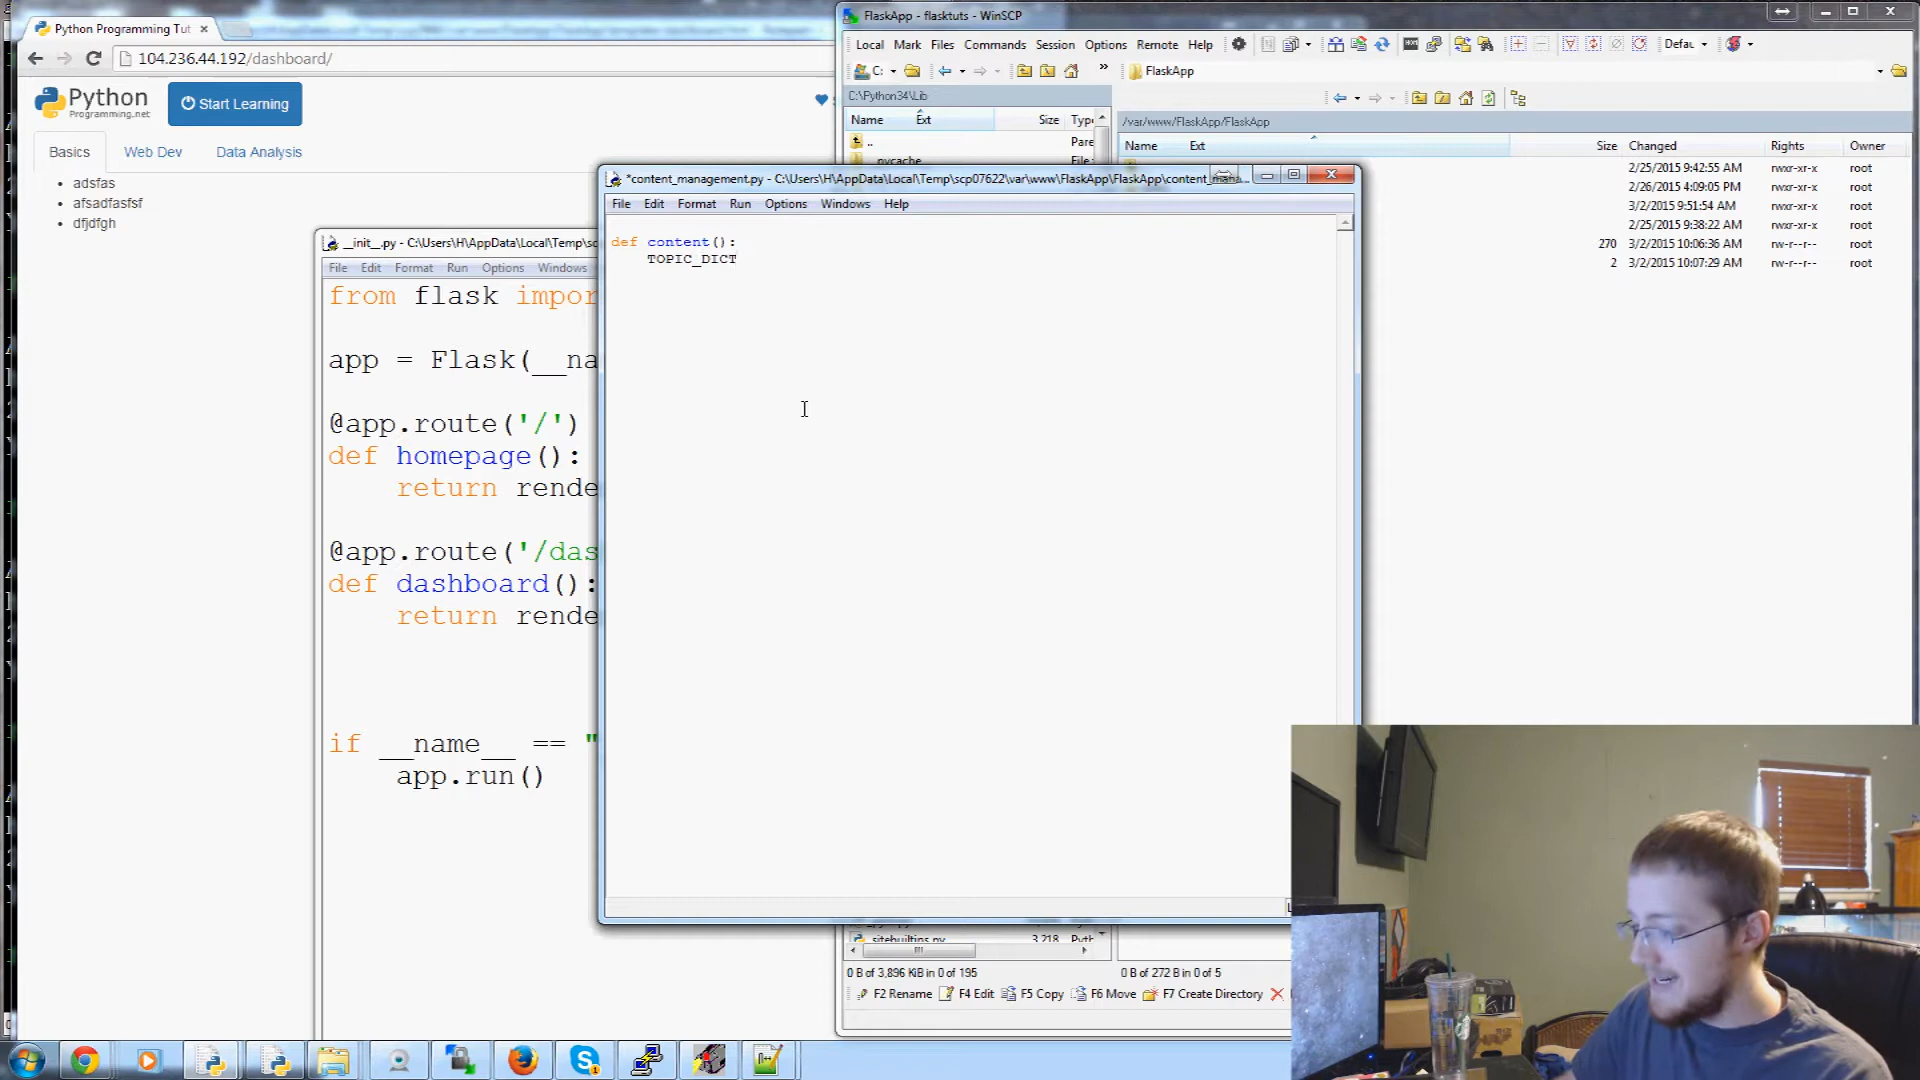 Python Programming Tut
104.236.44.192/dashboard/
Python
Programming.net
Start Learning
Basics
Web Dev
Data Analysis
adsfas
afsadfasfsf
dfjdfgh
__init__.py - C:\Users\H\AppData\Local\Temp\sc
File Edit Format Run Options Windows
from flask impor
app = Flask(__na
@app.route('/')
def homepage():
return rende
@app.route('/das
def dashboard():
return rende
if __name__ == "
app.run()
*content_management.py - C:\Users\H\AppData\Local\Temp\scp07622\var\www\FlaskApp\FlaskApp\content_mana...
File Edit Format Run Options Windows Help
def content():
TOPIC_DICT
FlaskApp - flasktuts - WinSCP
Local Mark Files Commands Session Options Remote Help
Defau
C:
FlaskApp
C:\Python34\Lib
/var/www/FlaskApp/FlaskApp
Name Ext Size Typ
Name Ext Size Changed Rights Owner
.. Pare
pycache File
2/25/2015 9:42:55 AM rwxr-xr-x root
2/26/2015 4:09:05 PM rwxr-xr-x root
3/2/2015 9:51:54 AM rwxr-xr-x root
2/25/2015 9:38:22 AM rwxr-xr-x root
270 3/2/2015 10:06:36 AM rw-r--r-- root
2 3/2/2015 10:07:29 AM rw-r--r-- root
sitebuiltins.py 3,218 Pyth
0 B of 3,896 KiB in 0 of 195
0 B of 272 B in 0 of 5
F2 Rename F4 Edit F5 Copy F6 Move F7 Create Directory